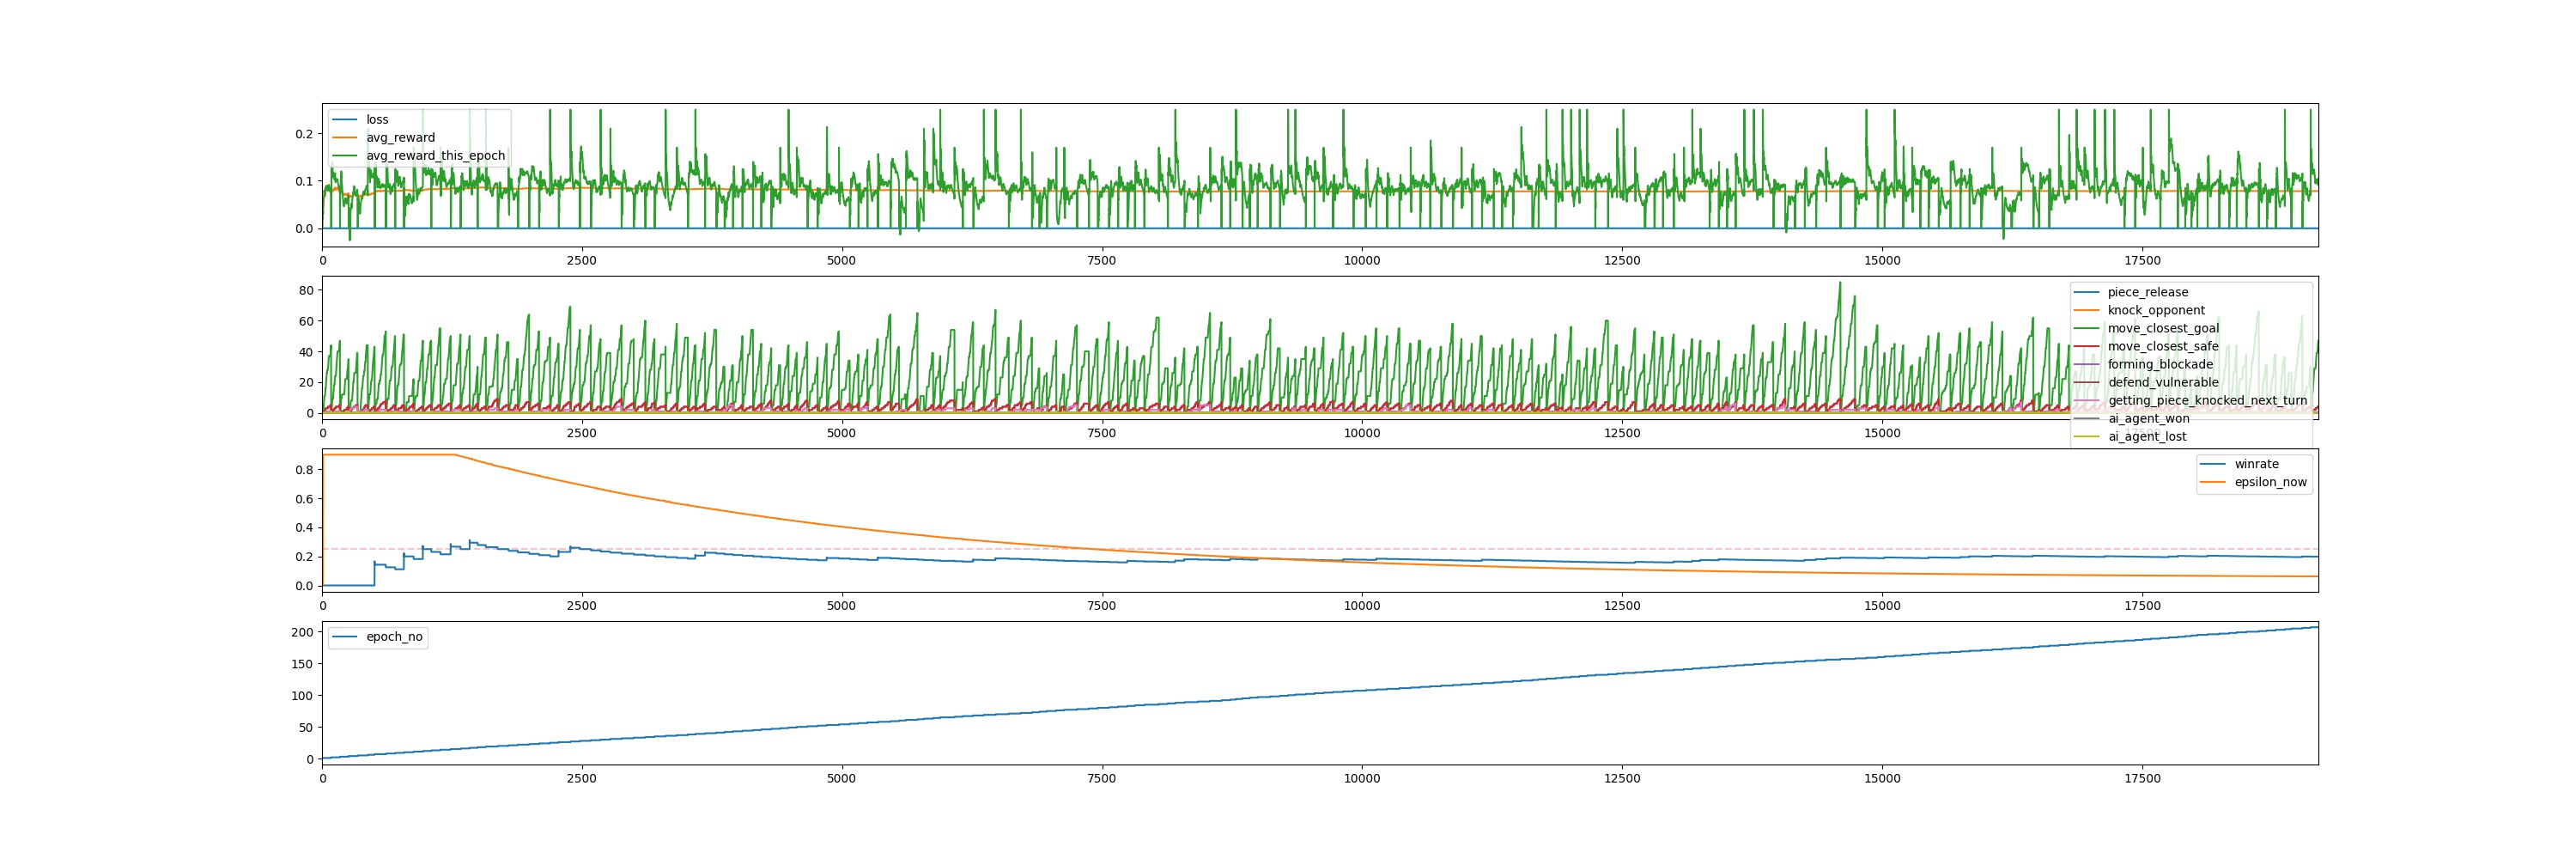 loss
avg_reward
avg_reward_this_epoch
0.2
0.1
0.0
0 2500 5000 7500 10000 12500 15000 17500
piece_release
knock_opponent
move_closest_goal
move_closest_safe
forming_blockade
defend_vulnerable
getting_piece_knocked_next_turn
ai_agent_won
ai_agent_lost
80
60
40
20
0
0 2500 5000 7500 10000 12500 15000 17500
winrate
epsilon_now
0.8
0.6
0.4
0.2
0.0
0 2500 5000 7500 10000 12500 15000 17500
epoch_no
200
150
100
50
0
0 2500 5000 7500 10000 12500 15000 17500